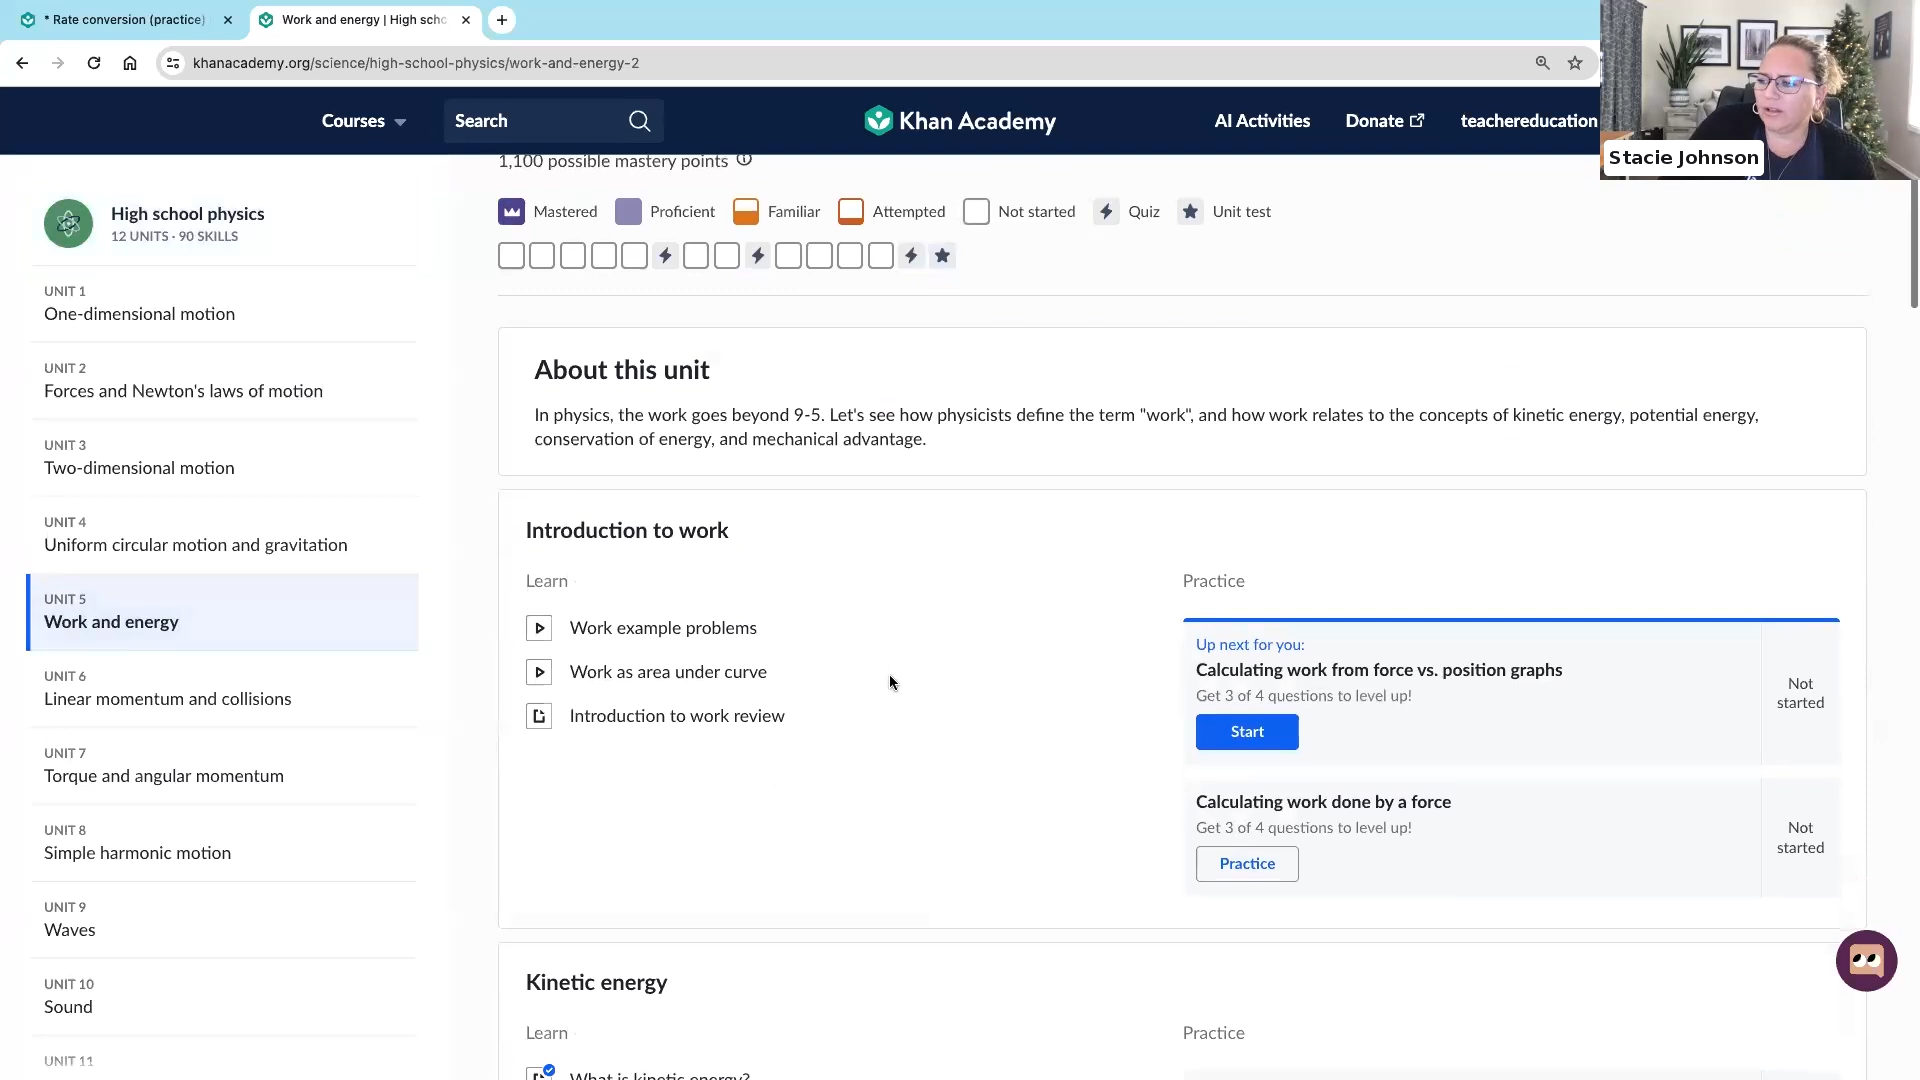 * Rate conversion (practice)
Work and energy | High scho
khanacademy.org/science/high-school-physics/work-and-energy-2
Courses
Search
Khan Academy
AI Activities
Donate
teachereducation
Stacie Johnson
High school physics
12 UNITS · 90 SKILLS
UNIT 1
One-dimensional motion
UNIT 2
Forces and Newton's laws of motion
UNIT 3
Two-dimensional motion
UNIT 4
Uniform circular motion and gravitation
UNIT 5
Work and energy
UNIT 6
Linear momentum and collisions
UNIT 7
Torque and angular momentum
UNIT 8
Simple harmonic motion
UNIT 9
Waves
UNIT 10
Sound
UNIT 11
1,100 possible mastery points
Mastered
Proficient
Familiar
Attempted
Not started
Quiz
Unit test
About this unit
In physics, the work goes beyond 9-5. Let's see how physicists define the term "work", and how work relates to the concepts of kinetic energy, potential energy,
conservation of energy, and mechanical advantage.
Introduction to work
Learn
Work example problems
Work as area under curve
Introduction to work review
Practice
Up next for you:
Calculating work from force vs. position graphs
Get 3 of 4 questions to level up!
Start
Not
started
Calculating work done by a force
Get 3 of 4 questions to level up!
Practice
Not
started
Kinetic energy
Learn
What is kinetic energy?
Practice